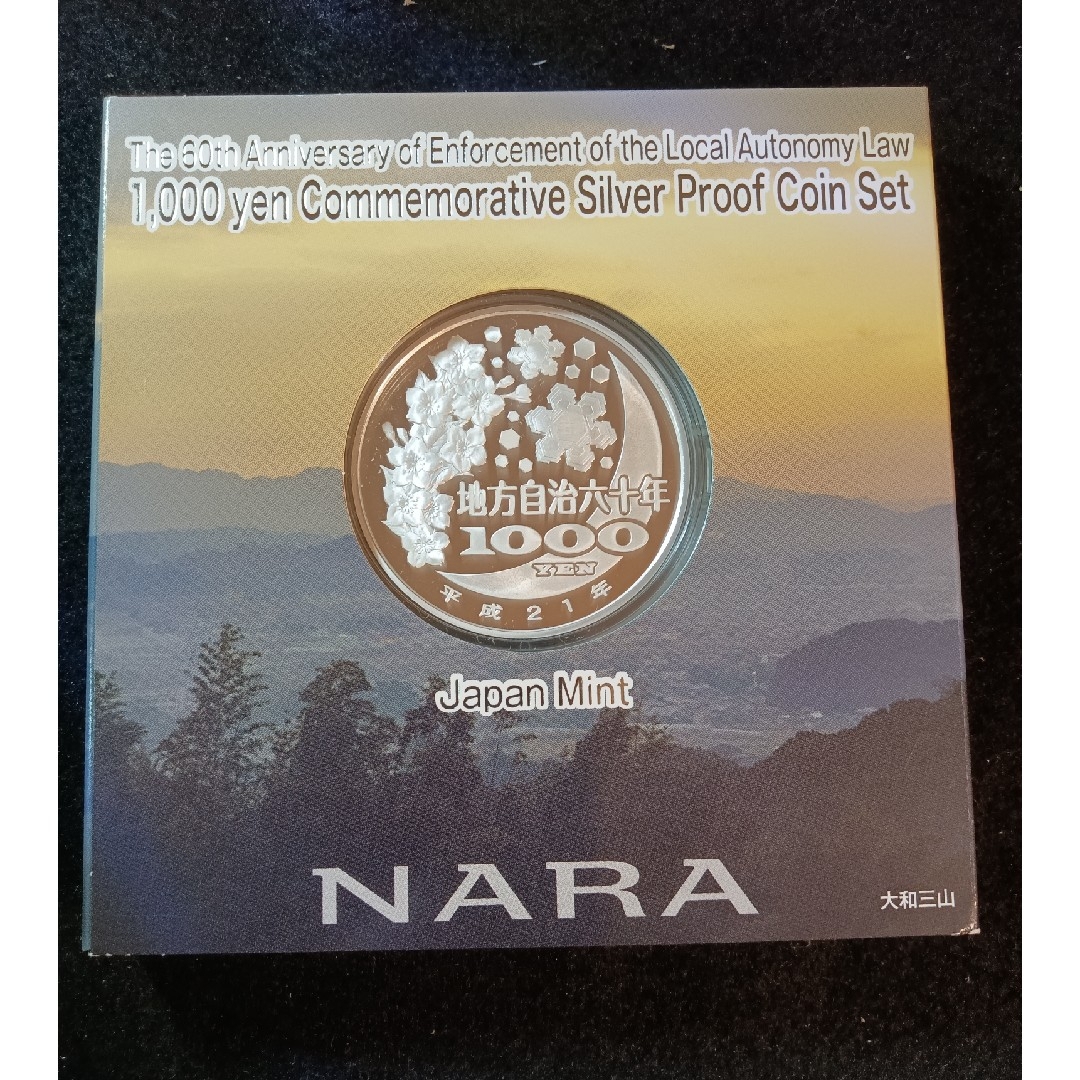 The 60th Anniversary of Enforcement of the Local Autonomy Law
1,000 yen Commemorative Silver Proof Coin Set
地方自治六十年
1000
YEN
平成21年
Japan Mint
NARA
大和三山